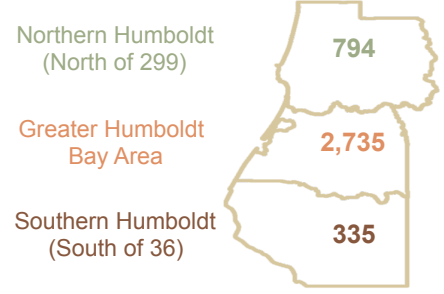 Northern Humboldt
(North of 299)
794
Greater Humboldt
Bay Area
2,735
Southern Humboldt
(South of 36)
335